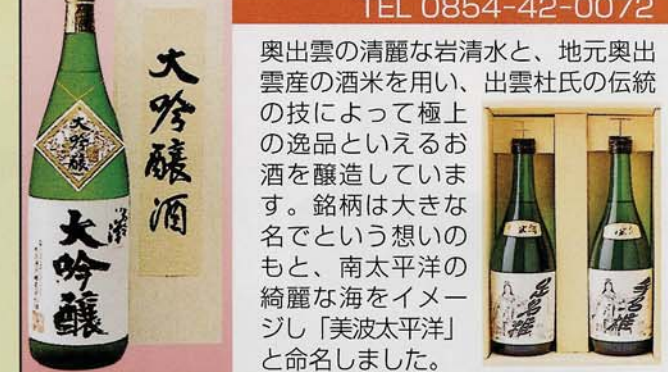 TEL 0854-42-0072
大吟醸酒
大吟醸
大吟醸
奥出雲の清麗な岩清水と、地元奥出
雲産の酒米を用い、出雲杜氏の伝統
の技によって極上
の逸品といえるお
酒を醸造していま
す。銘柄は大きな
名でという想いの
もと、南太平洋の
綺麗な海をイメー
ジし「美波太平洋」
と命名しました。